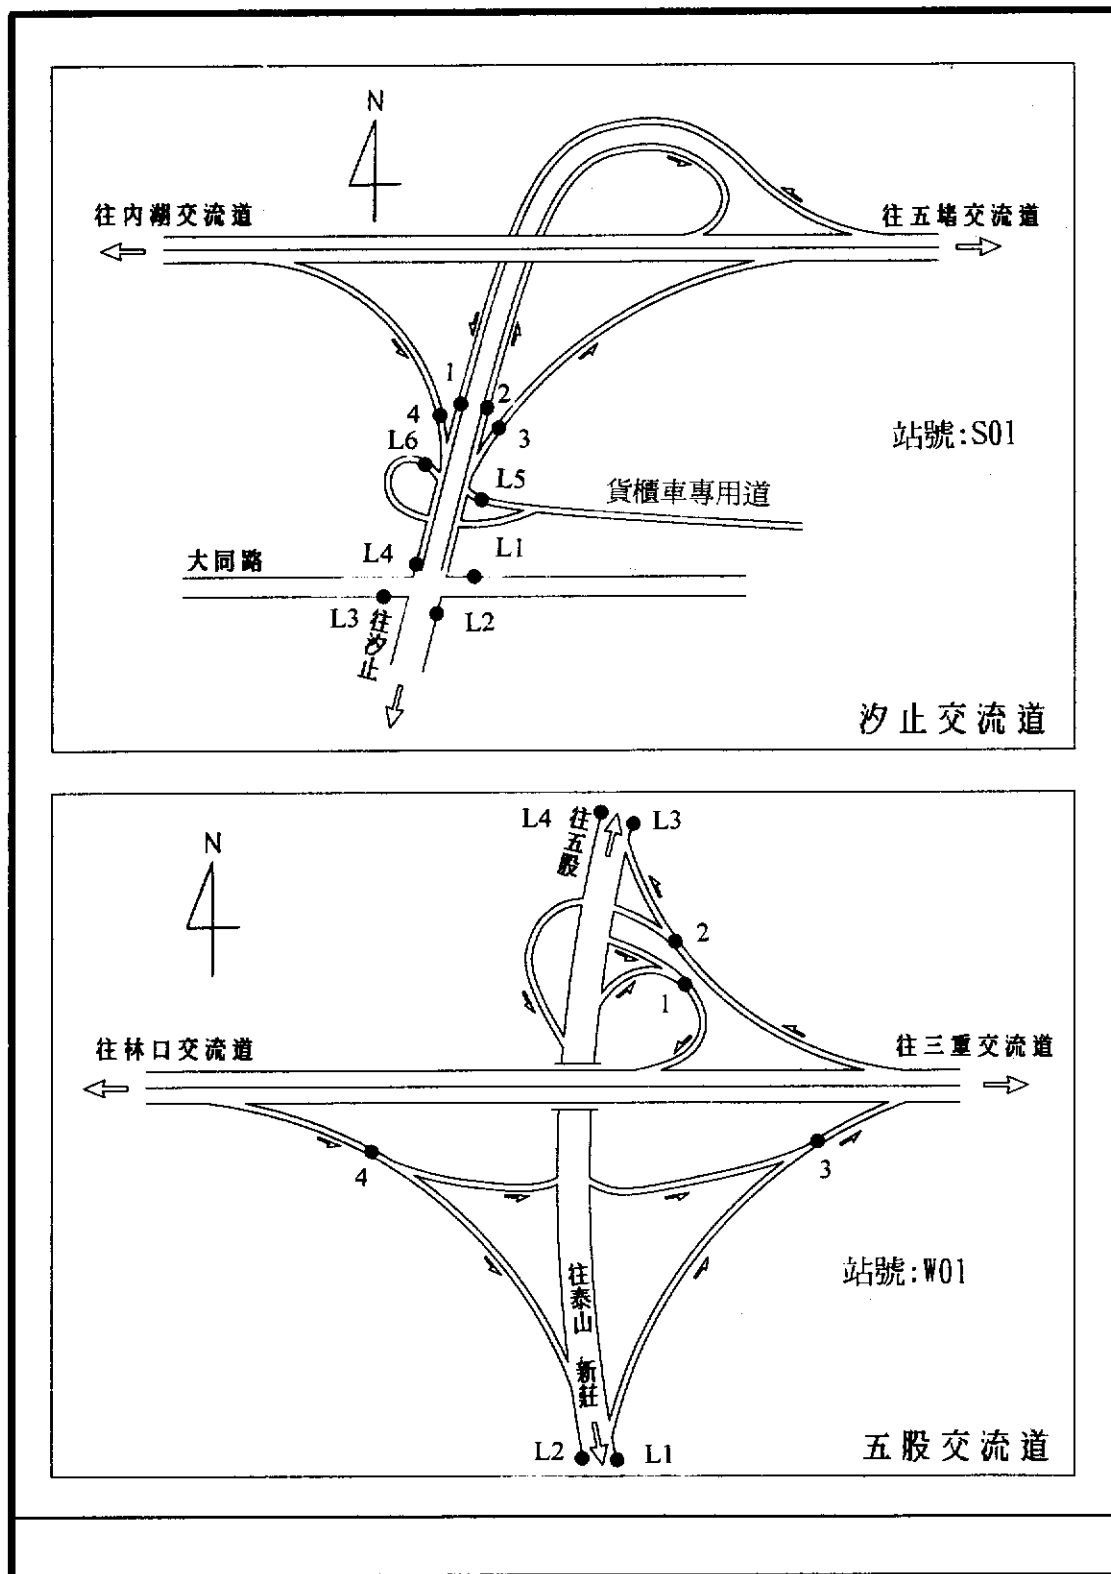 N
往內湖交流道
往五堵交流道
1
2
4
3
L6
站號:S01
L5
貨櫃車專用道
L4
L1
大同路
L3
往汐止
L2
汐止交流道
L4
往五股
L3
N
2
1
往林口交流道
往三重交流道
4
3
站號:W01
往泰山 新莊
L2
L1
五股交流道